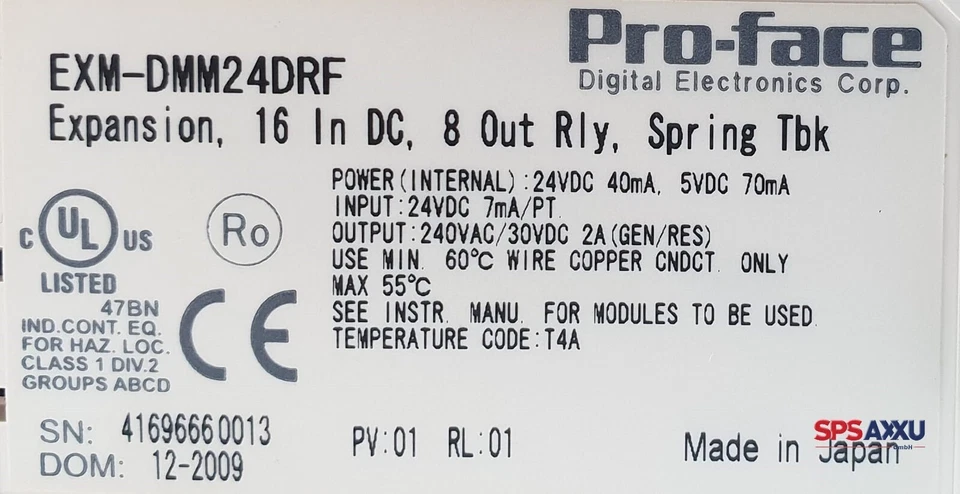 Pro-face
Digital Electronics Corp.
EXM-DMM24DRF
Expansion, 16 In DC, 8 Out Rly, Spring Tbk
POWER(INTERNAL):24VDC 40mA, 5VDC 70mA
INPUT:24VDC 7mA/PT.
OUTPUT:240VAC/30VDC 2A(GEN/RES)
USE MIN. 60℃ WIRE COPPER CNDCT. ONLY
MAX 55℃
SEE INSTR. MANU. FOR MODULES TO BE USED.
TEMPERATURE CODE:T4A
C UL US
LISTED
47BN
IND.CONT. EQ.
FOR HAZ. LOC.
CLASS 1 DIV.2
GROUPS ABCD
Ro
CE
SN: 41696660013
DOM: 12-2009
PV:01 RL:01
Made in Japan
SPSAXXU
GmbH